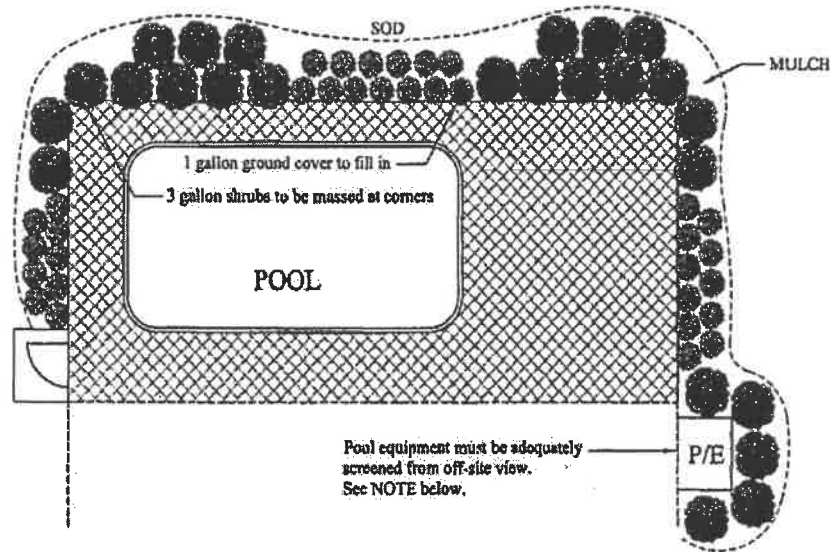 SOD
MULCH
1 gallon ground cover to fill in
3 gallon shrubs to be massed at corners
POOL
Pool equipment must be adequately
screened from off-site view.
See NOTE below.
P/E